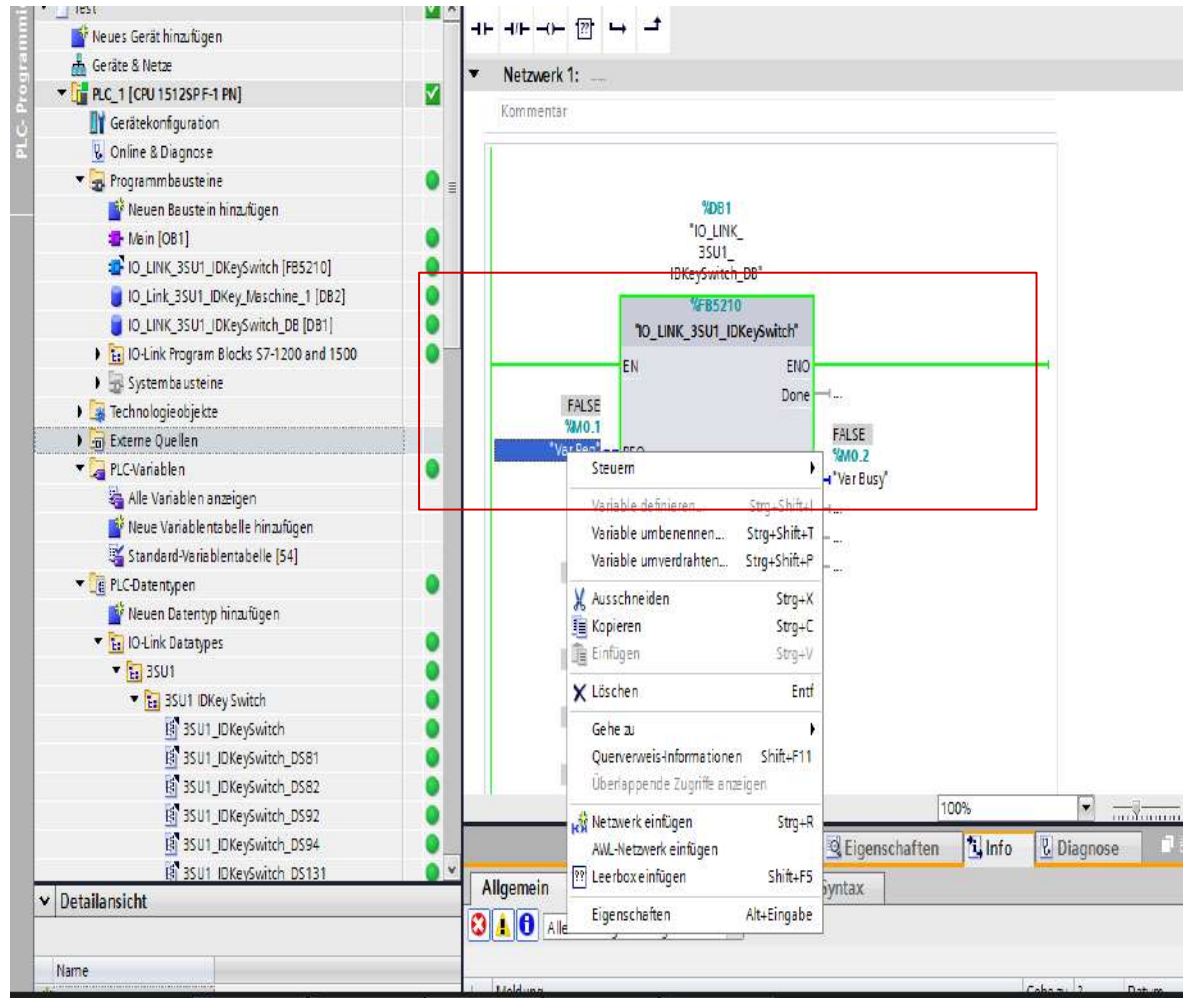 PLC- Programmi
Test
Neues Gerät hinzufügen
Geräte & Netze
PLC_1 [CPU 1512SP F-1 PN]
Gerätekonfiguration
Online & Diagnose
Programmbausteine
Neuen Baustein hinzufügen
Main [OB1]
IO_LINK_3SU1_IDKeySwitch [FB5210]
IO_Link_3SU1_IDKey_Maschine_1 [DB2]
IO_LINK_3SU1_IDKeySwitch_DB [DB1]
IO-Link Program Blocks S7-1200 and 1500
Systembausteine
Technologieobjekte
Externe Quellen
PLC-Variablen
Alle Variablen anzeigen
Neue Variablentabelle hinzufügen
Standard-Variablentabelle [54]
PLC-Datentypen
Neuen Datentyp hinzufügen
IO-Link Datatypes
3SU1
3SU1 IDKey Switch
3SU1_IDKeySwitch
3SU1_IDKeySwitch_DS81
3SU1_IDKeySwitch_DS82
3SU1_IDKeySwitch_DS92
3SU1_IDKeySwitch_DS94
3SU1_IDKeySwitch_DS131
Detailansicht
Name
??
Netzwerk 1: .....
Kommentar
%DB1
"IO_LINK_
3SU1_
IDKeySwitch_DB"
%FB5210
"IO_LINK_3SU1_IDKeySwitch"
EN ENO
Done ...
FALSE
%M0.1
"Var Req" REQ
FALSE
%M0.2
"Var Busy"
...
...
...
Steuern
Variable definieren... Strg+Shift+I
Variable umbenennen... Strg+Shift+T
Variable umverdrahten... Strg+Shift+P
Ausschneiden Strg+X
Kopieren Strg+C
Einfügen Strg+V
Löschen Entf
Gehe zu
Querverweis-Informationen Shift+F11
Überlappende Zugriffe anzeigen
Netzwerk einfügen Strg+R
AWL-Netzwerk einfügen
?? Leerbox einfügen Shift+F5
Eigenschaften Alt+Eingabe
100%
Eigenschaften Info Diagnose
Allgemein Syntax
Meldung Gehe zu ? Datum